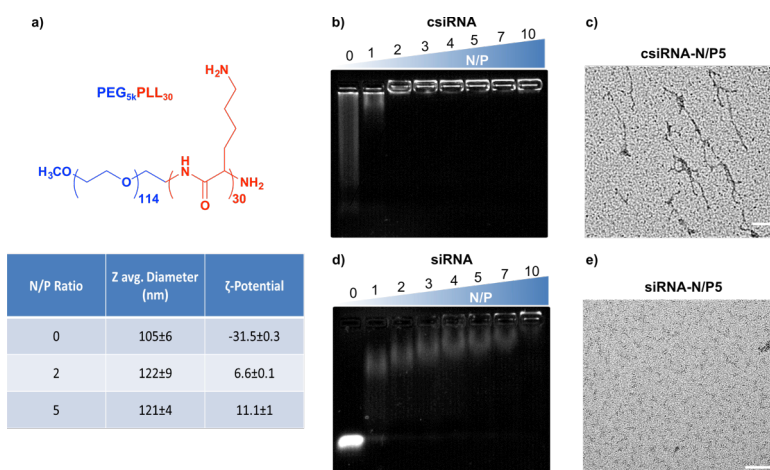 a)
PEG5kPLL30
H2N
H3CO
O
114
H
N
O
30
NH2
N/P Ratio
Z avg. Diameter
(nm)
ζ-Potential
0
105±6
-31.5±0.3
2
122±9
6.6±0.1
5
121±4
11.1±1
b)
csiRNA
0 1 2 3 4 5 7 10
N/P
c)
csiRNA-N/P5
d)
siRNA
0 1 2 3 4 5 7 10
N/P
e)
siRNA-N/P5